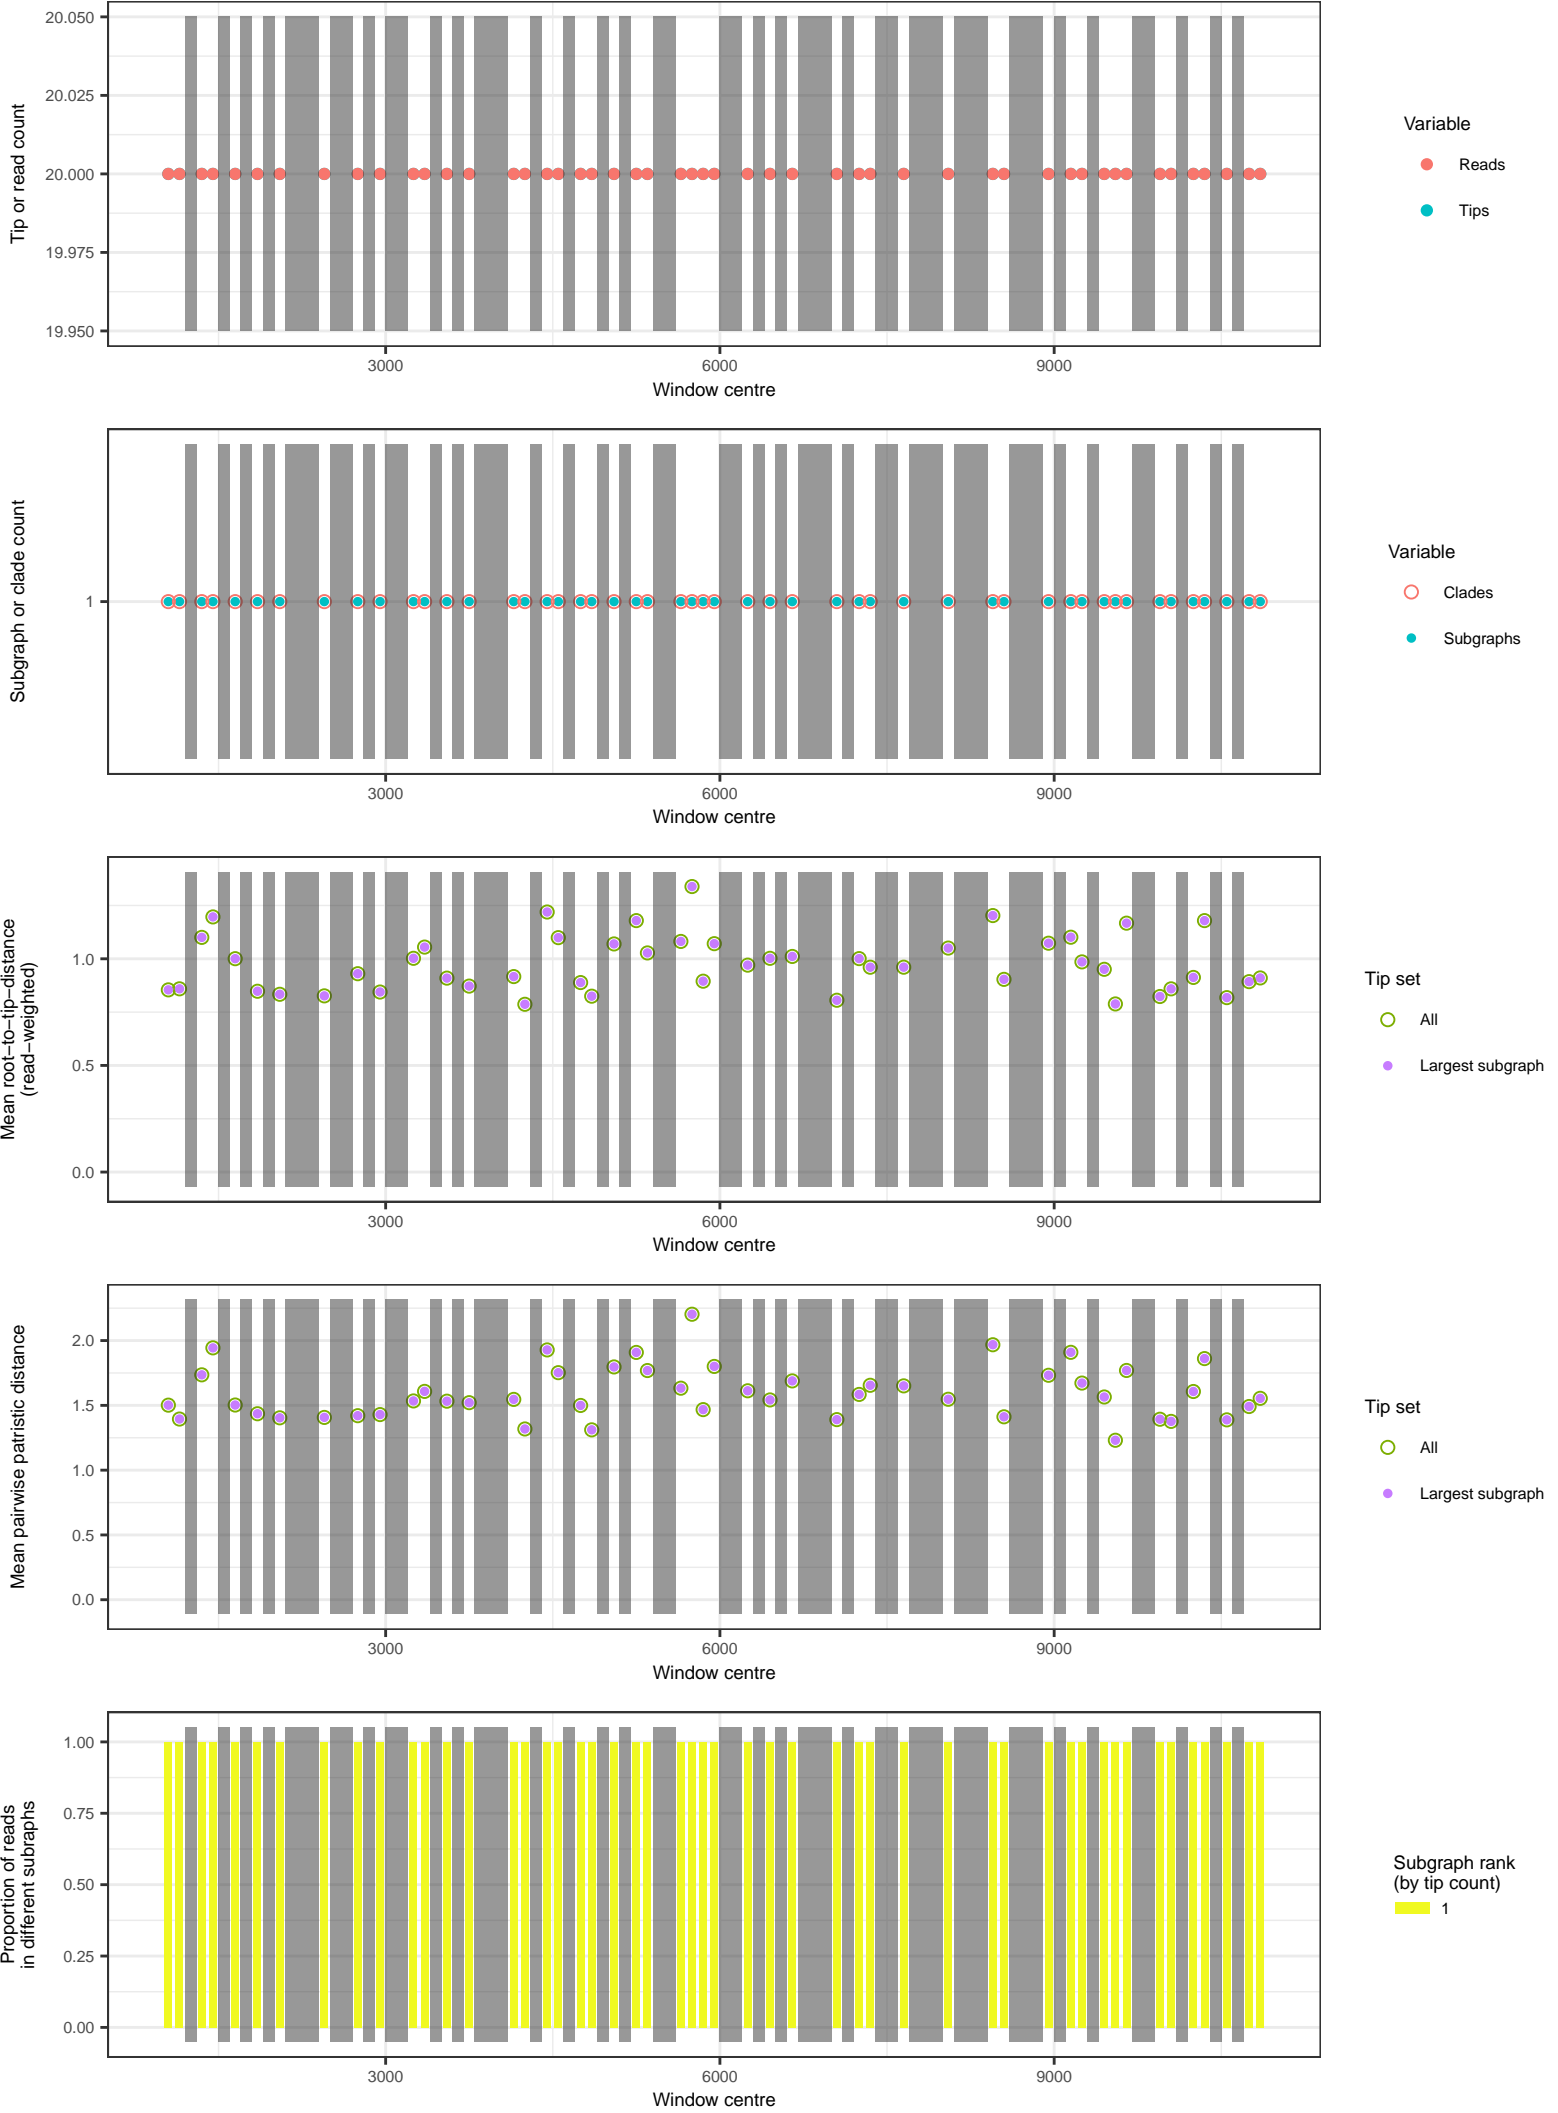 20.050
20.025
20.000
19.975
19.950
Tip or read count
3000
6000
9000
Window centre
Variable
Reads
Tips
1
Subgraph or clade count
3000
6000
9000
Window centre
Variable
Clades
Subgraphs
1.0
0.5
0.0
Mean root−to−tip−distance
(read−weighted)
3000
6000
9000
Window centre
Tip set
All
Largest subgraph
2.0
1.5
1.0
0.5
0.0
Mean pairwise patristic distance
3000
6000
9000
Window centre
Tip set
All
Largest subgraph
1.00
0.75
0.50
0.25
0.00
Proportion of reads
in different subraphs
3000
6000
9000
Window centre
Subgraph rank
(by tip count)
1